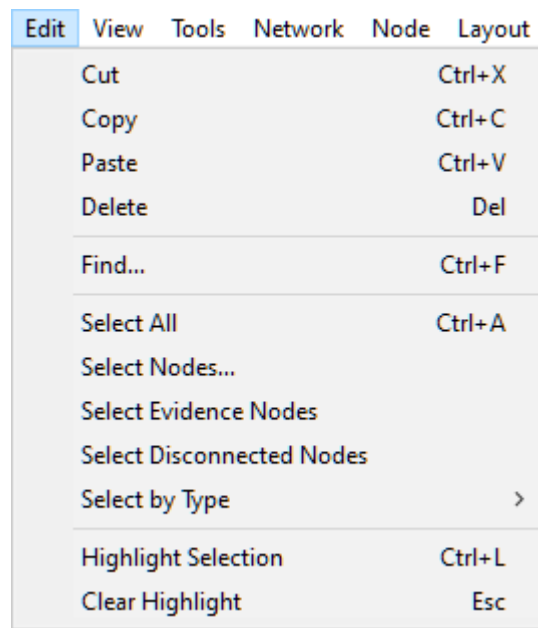 Edit View Tools Network Node Layout
Cut Ctrl+X
Copy Ctrl+C
Paste Ctrl+V
Delete Del
Find... Ctrl+F
Select All Ctrl+A
Select Nodes...
Select Evidence Nodes
Select Disconnected Nodes
Select by Type >
Highlight Selection Ctrl+L
Clear Highlight Esc